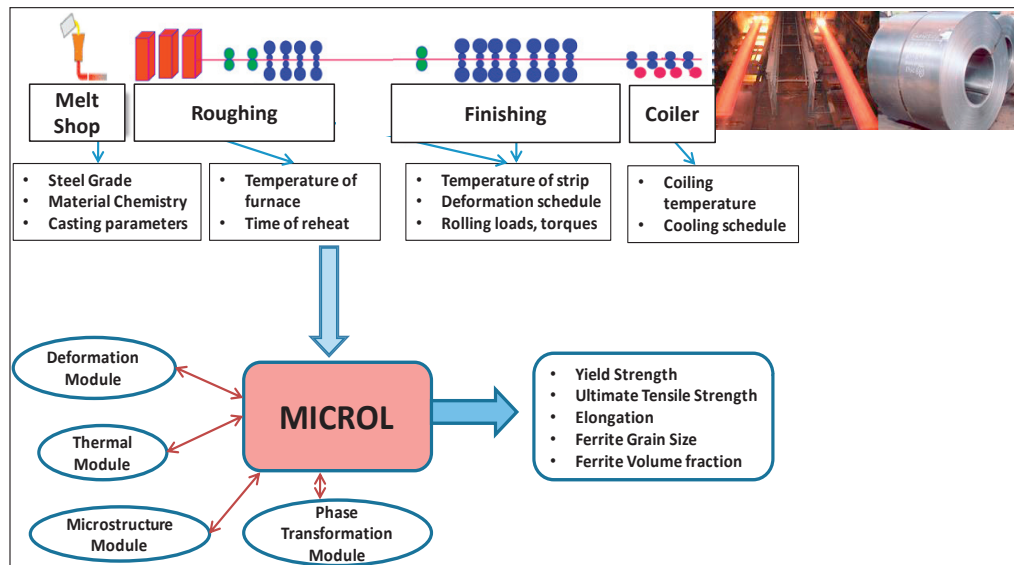 Melt
Shop
Roughing
Finishing
Coiler
• Steel Grade
• Material Chemistry
• Casting parameters
• Temperature of
furnace
• Time of reheat
• Temperature of strip
• Deformation schedule
• Rolling loads, torques
• Coiling
temperature
• Cooling schedule
Deformation
Module
Thermal
Module
Microstructure
Module
Phase
Transformation
Module
MICROL
• Yield Strength
• Ultimate Tensile Strength
• Elongation
• Ferrite Grain Size
• Ferrite Volume fraction